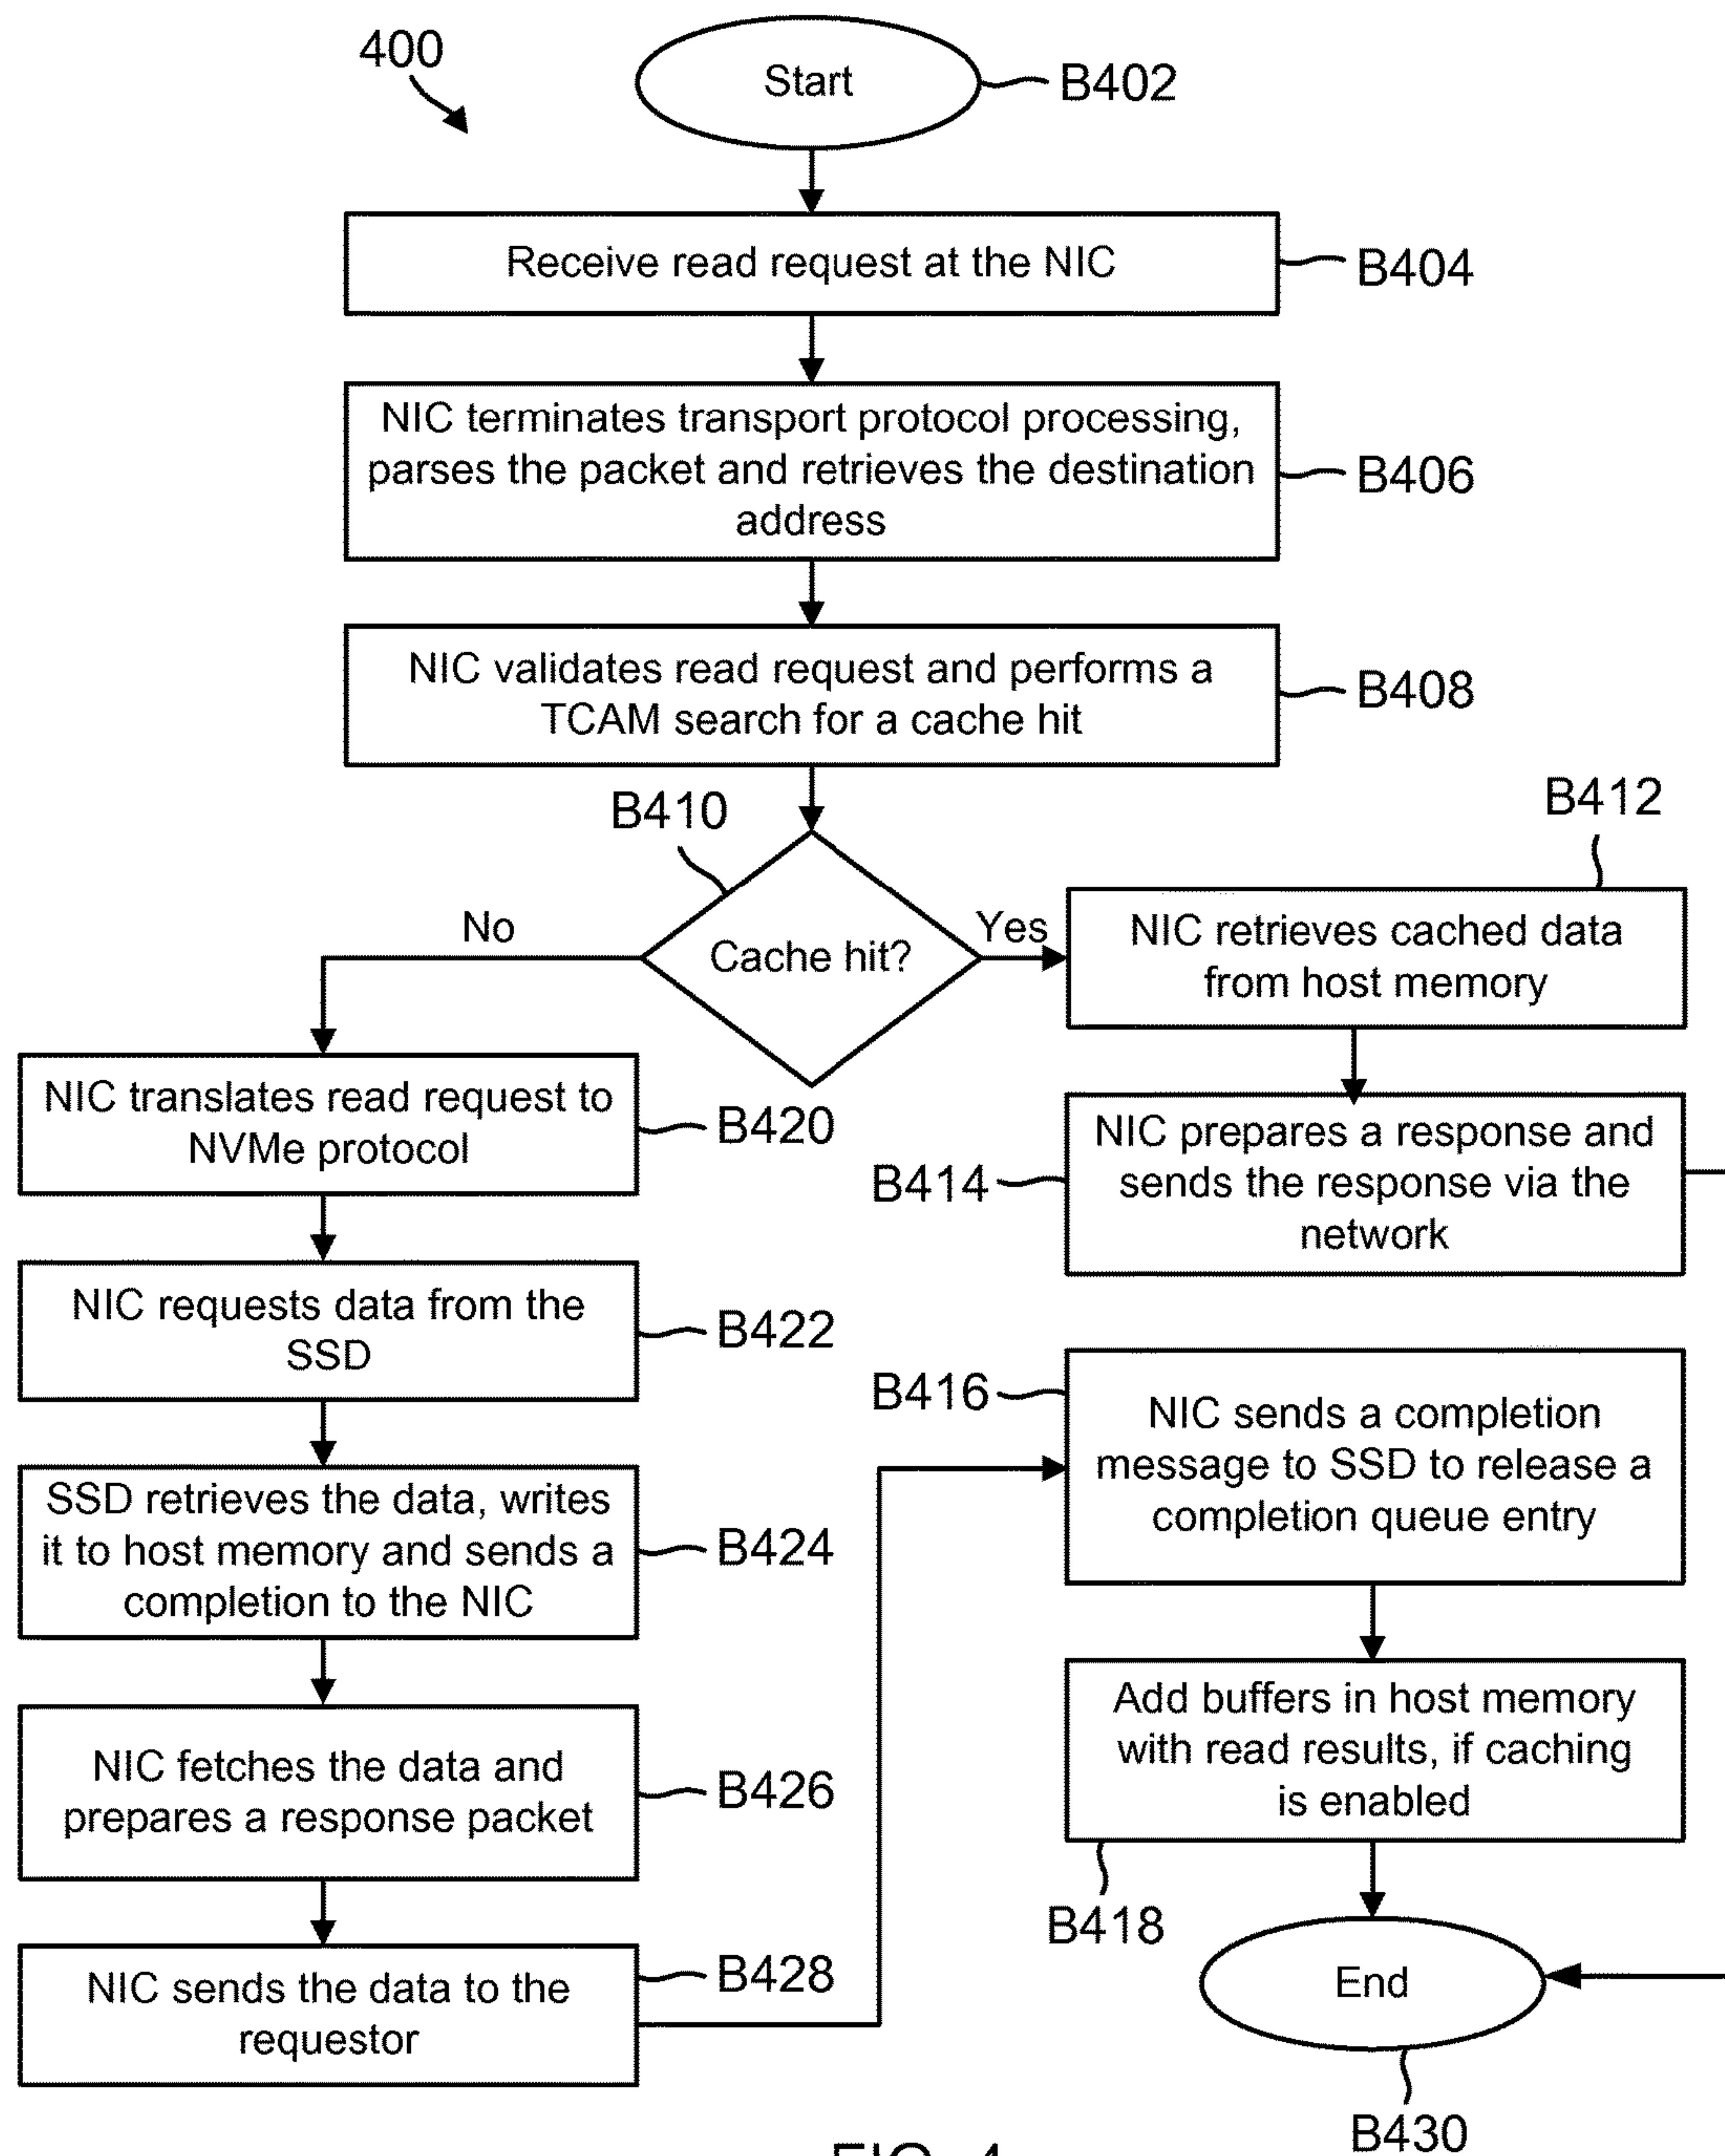 400
Start
B402
Receive read request at the NIC
B404
NIC terminates transport protocol processing,
parses the packet and retrieves the destination
address
B406
NIC validates read request and performs a
TCAM search for a cache hit
B408
B410
Cache hit?
No
Yes
B412
NIC retrieves cached data
from host memory
NIC prepares a response and
sends the response via the
network
B414
NIC translates read request to
NVMe protocol
B420
NIC requests data from the
SSD
B422
SSD retrieves the data, writes
it to host memory and sends a
completion to the NIC
B424
NIC fetches the data and
prepares a response packet
B426
NIC sends the data to the
requestor
B428
B416
NIC sends a completion
message to SSD to release a
completion queue entry
Add buffers in host memory
with read results, if caching
is enabled
B418
End
B430
FIG. 4